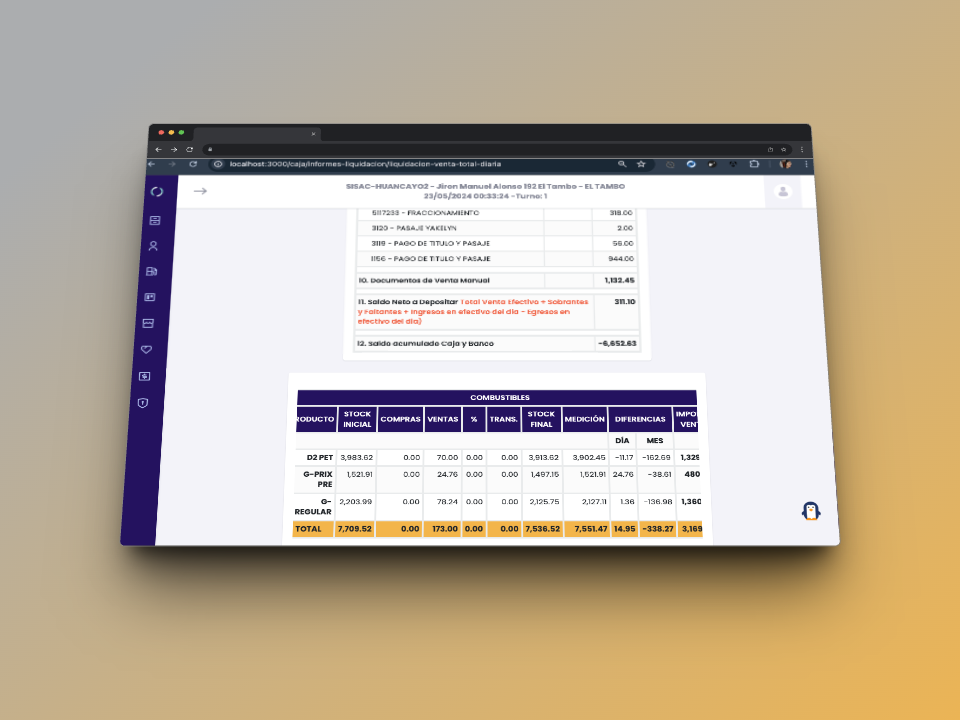 localhost:3000/caja/informes-liquidacion/liquidacion-venta-total-diaria
SISAC-HUANCAYO2 - Jiron Manuel Alonso 192 El Tambo - EL TAMBO
23/05/2024 00:33:24 -Turno: 1
5117233 - FRACCIONAMIENTO 318.00
3120 - PASAJE YAKELYN 2.00
3119 - PAGO DE TITULO Y PASAJE 56.00
1156 - PAGO DE TITULO Y PASAJE 944.00
10. Documentos de Venta Manual 1,132.45
11. Saldo Neto a Depositar Total Venta Efectivo + Sobrantes 311.10
y Faltantes + Ingresos en efectivo del día - Egresos en
efectivo del día)
12. Saldo acumulado Caja y Banco -6,652.63
COMBUSTIBLES
RODUCTO STOCK INICIAL COMPRAS VENTAS % TRANS. STOCK FINAL MEDICIÓN DIFERENCIAS IMPO VEN
DÍA MES
D2 PET 3,983.62 0.00 70.00 0.00 0.00 3,913.62 3,902.45 -11.17 -162.69 1,329
G-PRIX PRE 1,521.91 0.00 24.76 0.00 0.00 1,497.15 1,521.91 24.76 -38.61 480
G-REGULAR 2,203.99 0.00 78.24 0.00 0.00 2,125.75 2,127.11 1.36 -136.98 1,360
TOTAL 7,709.52 0.00 173.00 0.00 0.00 7,536.52 7,551.47 14.95 -338.27 3,169